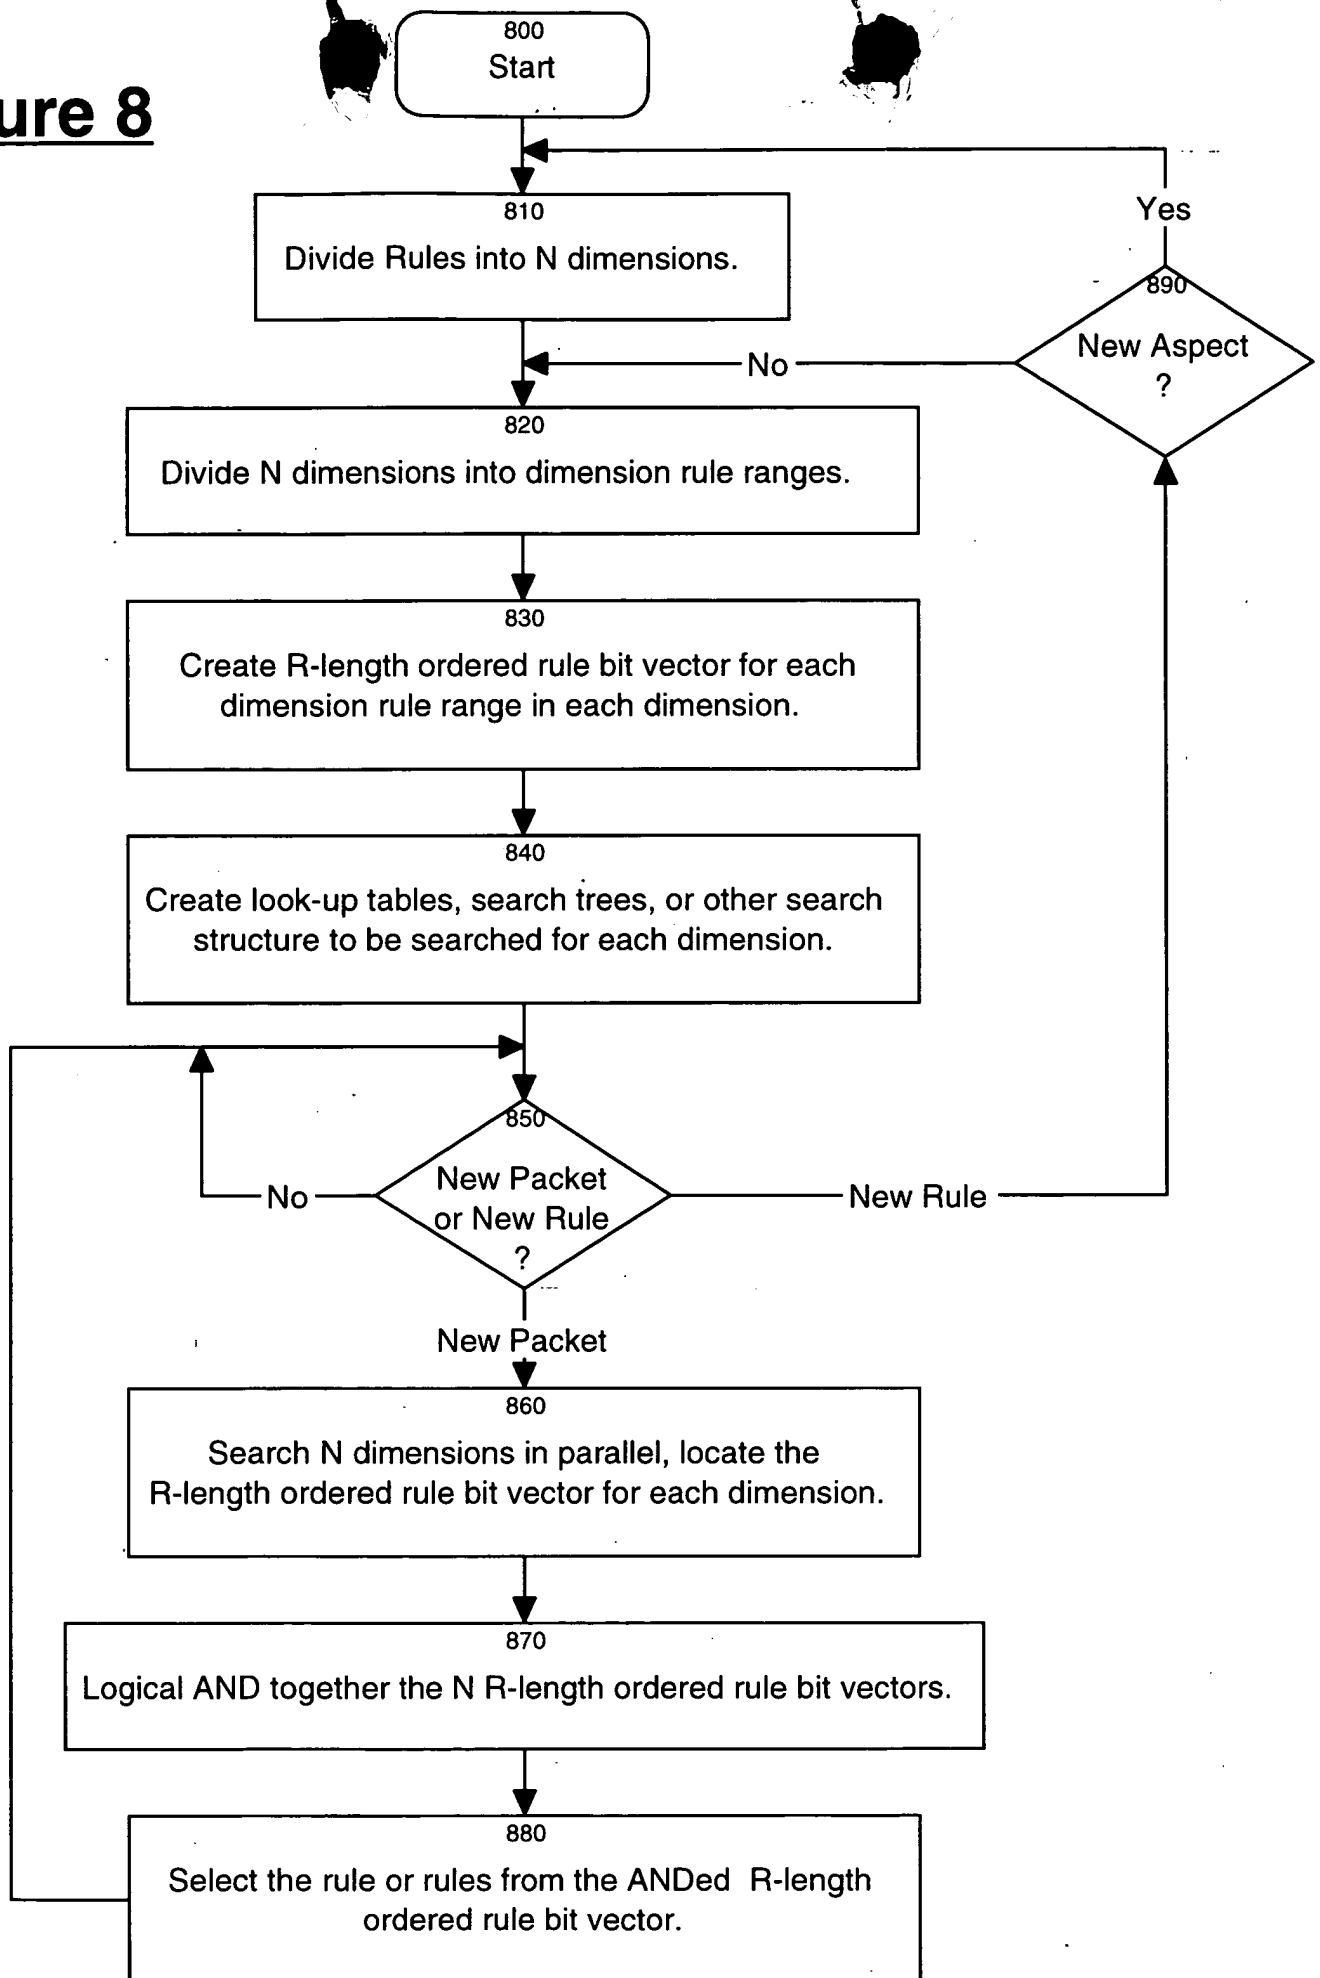 800
Start
ure 8
Yes
810
Divide Rules into N dimensions.
890
New Aspect
?
No
820
Divide N dimensions into dimension rule ranges.
830
Create R-length ordered rule bit vector for each
dimension rule range in each dimension.
840
Create look-up tables, search trees, or other search
structure to be searched for each dimension.
850
New Packet
or New Rule
?
No
New Rule
New Packet
860
Search N dimensions in parallel, locate the
R-length ordered rule bit vector for each dimension.
870
Logical AND together the N R-length ordered rule bit vectors.
880
Select the rule or rules from the ANDed R-length
ordered rule bit vector.